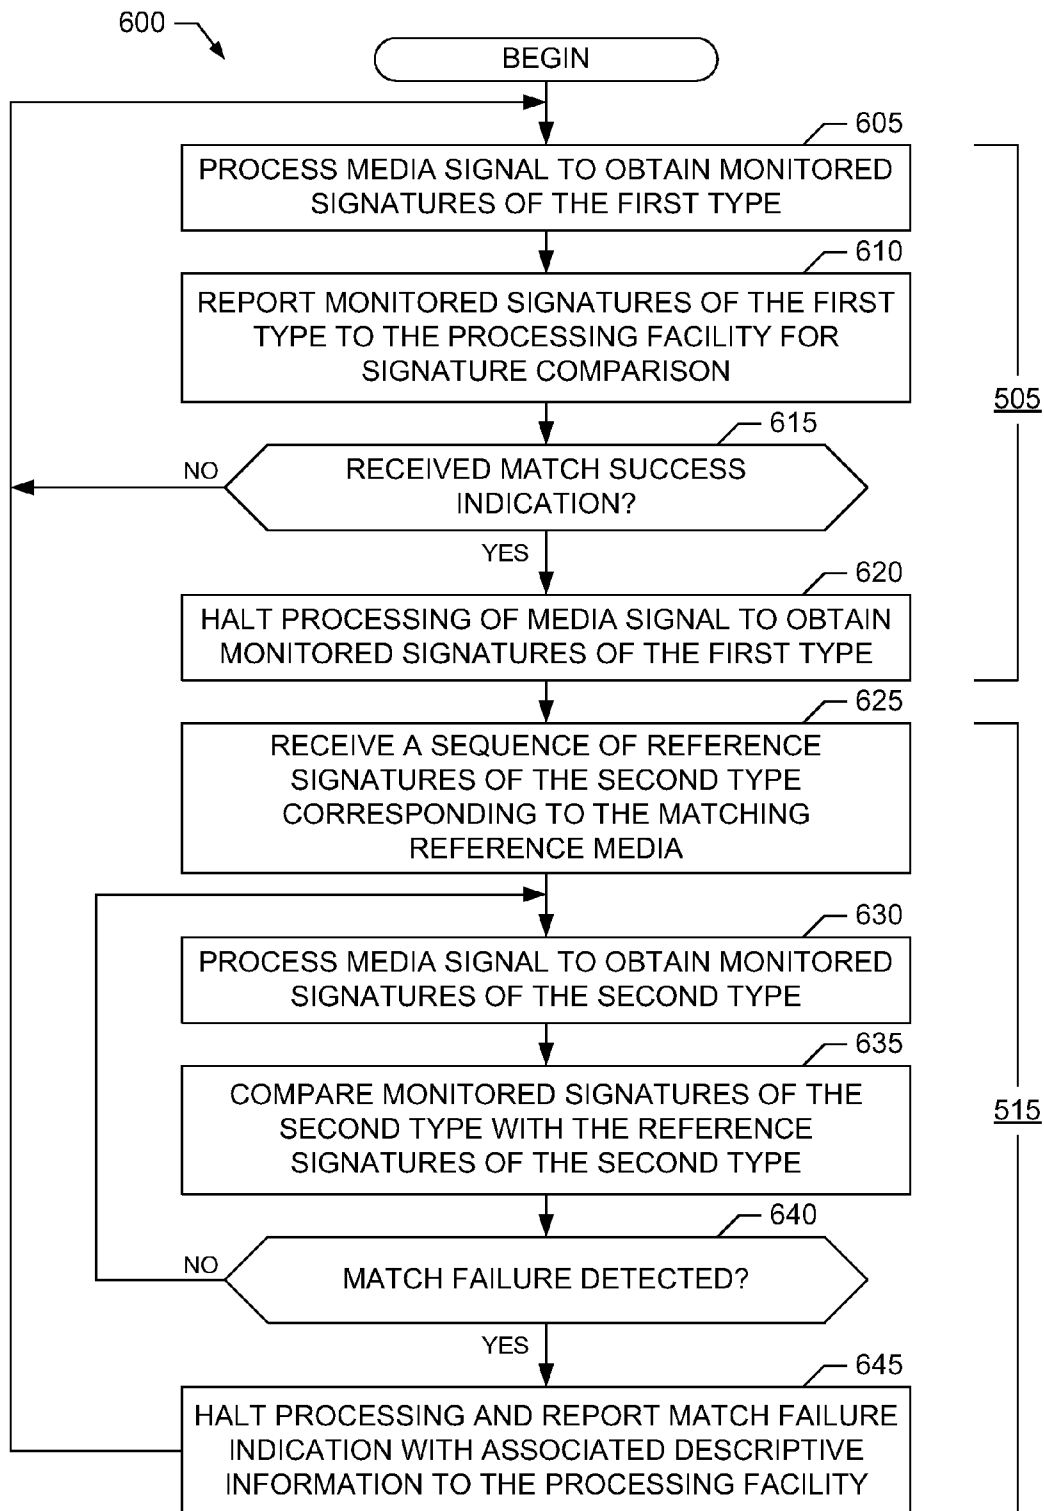 600
BEGIN
605
PROCESS MEDIA SIGNAL TO OBTAIN MONITORED
SIGNATURES OF THE FIRST TYPE
610
REPORT MONITORED SIGNATURES OF THE FIRST
TYPE TO THE PROCESSING FACILITY FOR
SIGNATURE COMPARISON
505
615
NO
RECEIVED MATCH SUCCESS
INDICATION?
YES
620
HALT PROCESSING OF MEDIA SIGNAL TO OBTAIN
MONITORED SIGNATURES OF THE FIRST TYPE
625
RECEIVE A SEQUENCE OF REFERENCE
SIGNATURES OF THE SECOND TYPE
CORRESPONDING TO THE MATCHING
REFERENCE MEDIA
630
PROCESS MEDIA SIGNAL TO OBTAIN MONITORED
SIGNATURES OF THE SECOND TYPE
635
COMPARE MONITORED SIGNATURES OF THE
SECOND TYPE WITH THE REFERENCE
SIGNATURES OF THE SECOND TYPE
515
640
NO
MATCH FAILURE DETECTED?
YES
645
HALT PROCESSING AND REPORT MATCH FAILURE
INDICATION WITH ASSOCIATED DESCRIPTIVE
INFORMATION TO THE PROCESSING FACILITY